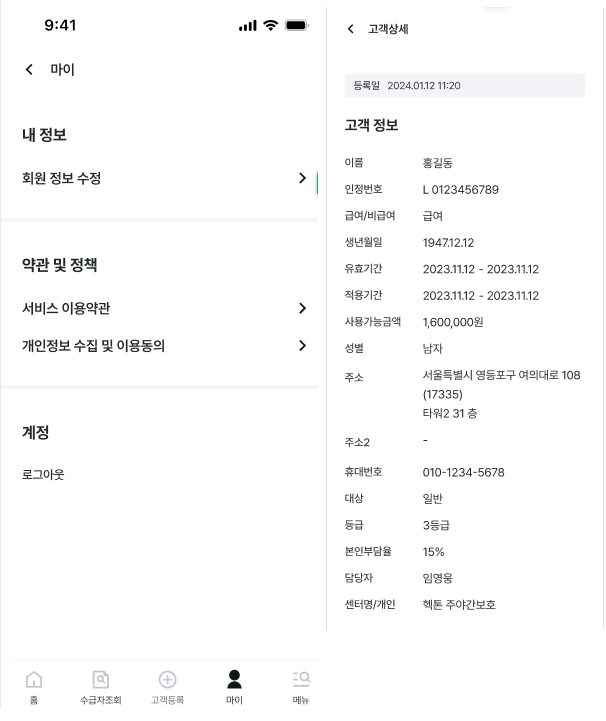 9:41
마이
내 정보
회원 정보 수정
약관 및 정책
서비스 이용약관
개인정보 수집 및 이용동의
계정
로그아웃
홈
수급자조회
고객등록
마이
메뉴
고객상세
등록일 2024.01.12 11:20
고객 정보
이름 홍길동
인정번호 L 0123456789
급여/비급여 급여
생년월일 1947.12.12
유효기간 2023.11.12 - 2023.11.12
적용기간 2023.11.12 - 2023.11.12
사용가능금액 1,600,000원
성별 남자
주소 서울특별시 영등포구 여의대로 108
(17335)
타워2 31 층
주소2 -
휴대번호 010-1234-5678
대상 일반
등급 3등급
본인부담율 15%
담당자 임영웅
센터명/개인 헥톤 주야간보호